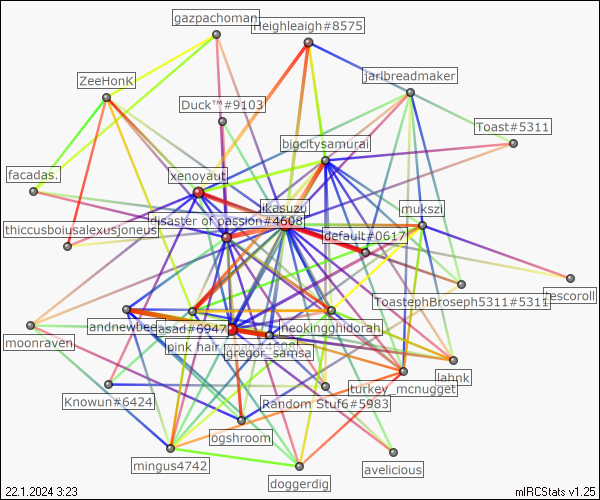 gazpachoman
Heighleaigh#8575
jarlbreadmaker
ZeeHonK
Duck™#9103
Toast#5311
bigcitysamurai
xenoyaut
facadas.
ikasuzu
mukszi
disaster of passion#4608
thiccusboiusalexusjoneus
default#0617
ToastephBroseph5311#5311
tescoroll
andnewbee
asad#6947
neokingghidorah
moonraven
pink hair
gregor_samsa
lahnk
turkey_mcnugget
Knowun#6424
Random Stuf6#5983
ogshroom
mingus4742
avelicious
doggerdig
22.1.2024 3:23
mIRCStats v1.25